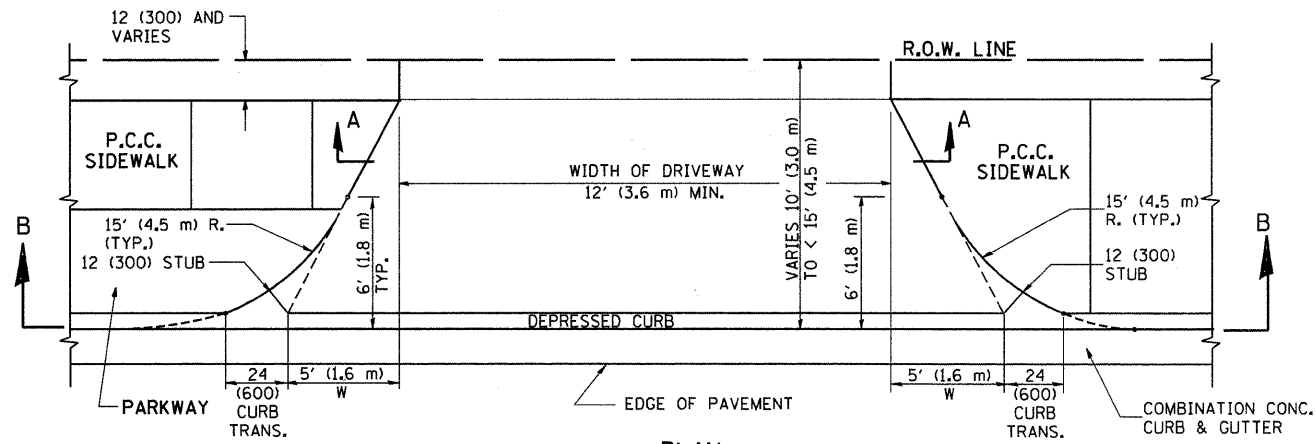 12 (300) AND
VARIES
R.O.W. LINE
A
A
P.C.C.
SIDEWALK
P.C.C.
SIDEWALK
WIDTH OF DRIVEWAY
12' (3.6 m) MIN.
VARIES 10' (3.0 m)
TO < 15' (4.5 m)
B
B
15' (4.5 m) R.
(TYP.)
12 (300) STUB
6' (1.8 m)
TYP.
6' (1.8 m)
15' (4.5 m)
R. (TYP.)
12 (300)
STUB
DEPRESSED CURB
PARKWAY
24
(600)
CURB
TRANS.
5' (1.6 m)
W
EDGE OF PAVEMENT
5' (1.6 m)
W
24
(600)
CURB
TRANS.
COMBINATION CONC.
CURB & GUTTER